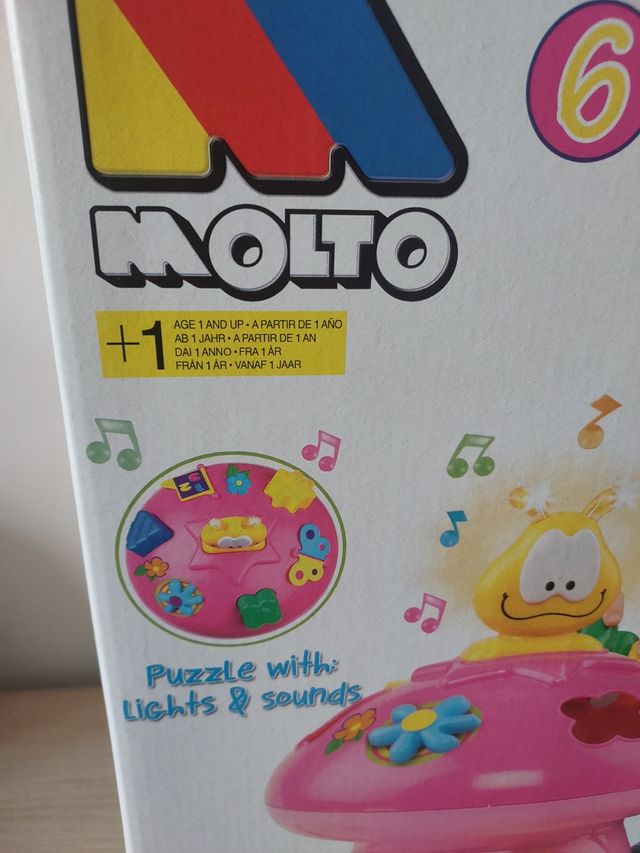 6
MOLTO
+1
AGE 1 AND UP • A PARTIR DE 1 AÑO
AB 1 JAHR • A PARTIR DE 1 AN
DAI 1 ANNO • FRA 1 ÅR
FRÅN 1 ÅR • VANAF 1 JAAR
Puzzle with:
Lights & sounds